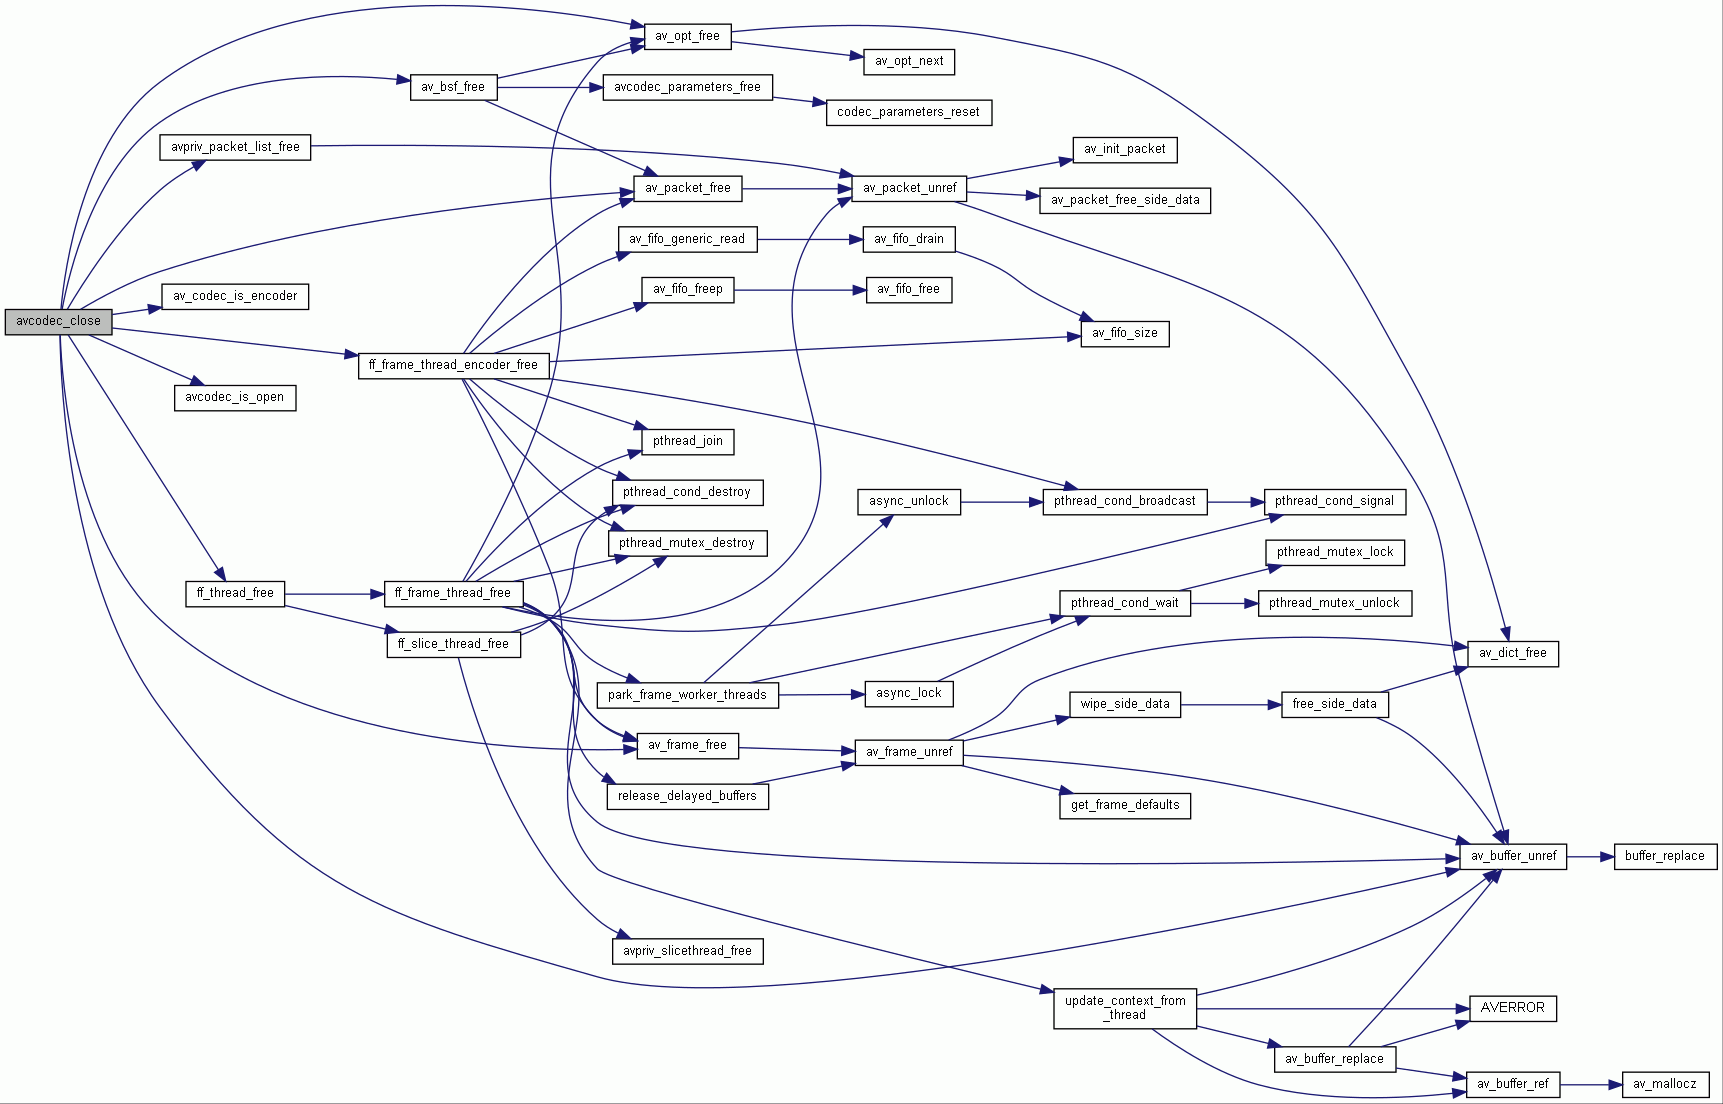 av_opt_free
av_opt_next
av_bsf_free
avcodec_parameters_free
codec_parameters_reset
avpriv_packet_list_free
av_init_packet
av_packet_free
av_packet_unref
av_packet_free_side_data
av_fifo_generic_read
av_fifo_drain
av_fifo_freep
av_fifo_free
av_codec_is_encoder
avcodec_close
av_fifo_size
ff_frame_thread_encoder_free
avcodec_is_open
pthread_join
pthread_cond_destroy
async_unlock
pthread_cond_broadcast
pthread_cond_signal
pthread_mutex_destroy
pthread_mutex_lock
ff_thread_free
ff_frame_thread_free
pthread_cond_wait
pthread_mutex_unlock
ff_slice_thread_free
av_dict_free
park_frame_worker_threads
async_lock
wipe_side_data
free_side_data
av_frame_free
av_frame_unref
release_delayed_buffers
get_frame_defaults
av_buffer_unref
buffer_replace
avpriv_slicethread_free
update_context_from
_thread
AVERROR
av_buffer_replace
av_buffer_ref
av_mallocz